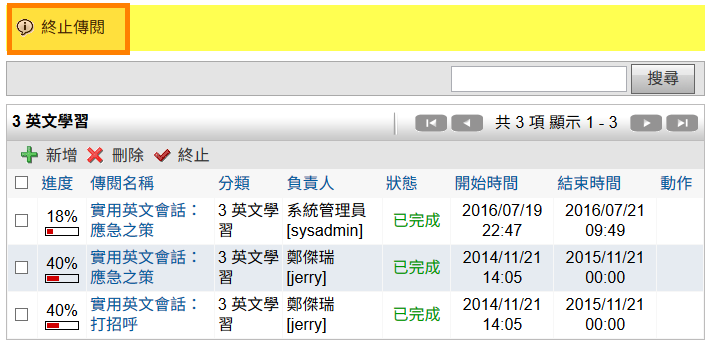 終止傳閱
搜尋
3 英文學習 共 3 項 顯示 1 - 3
新增 刪除 終止
進度 傳閱名稱 分類 負責人 狀態 開始時間 結束時間 動作
18% 實用英文會話： 3 英文學 系統管理員 已完成 2016/07/19 2016/07/21
應急之策 習 [sysadmin] 22:47 09:49
40% 實用英文會話： 3 英文學 鄭傑瑞 已完成 2014/11/21 2015/11/21
應急之策 習 [jerry] 14:05 00:00
40% 實用英文會話： 3 英文學 鄭傑瑞 已完成 2014/11/21 2015/11/21
打招呼 習 [jerry] 14:05 00:00